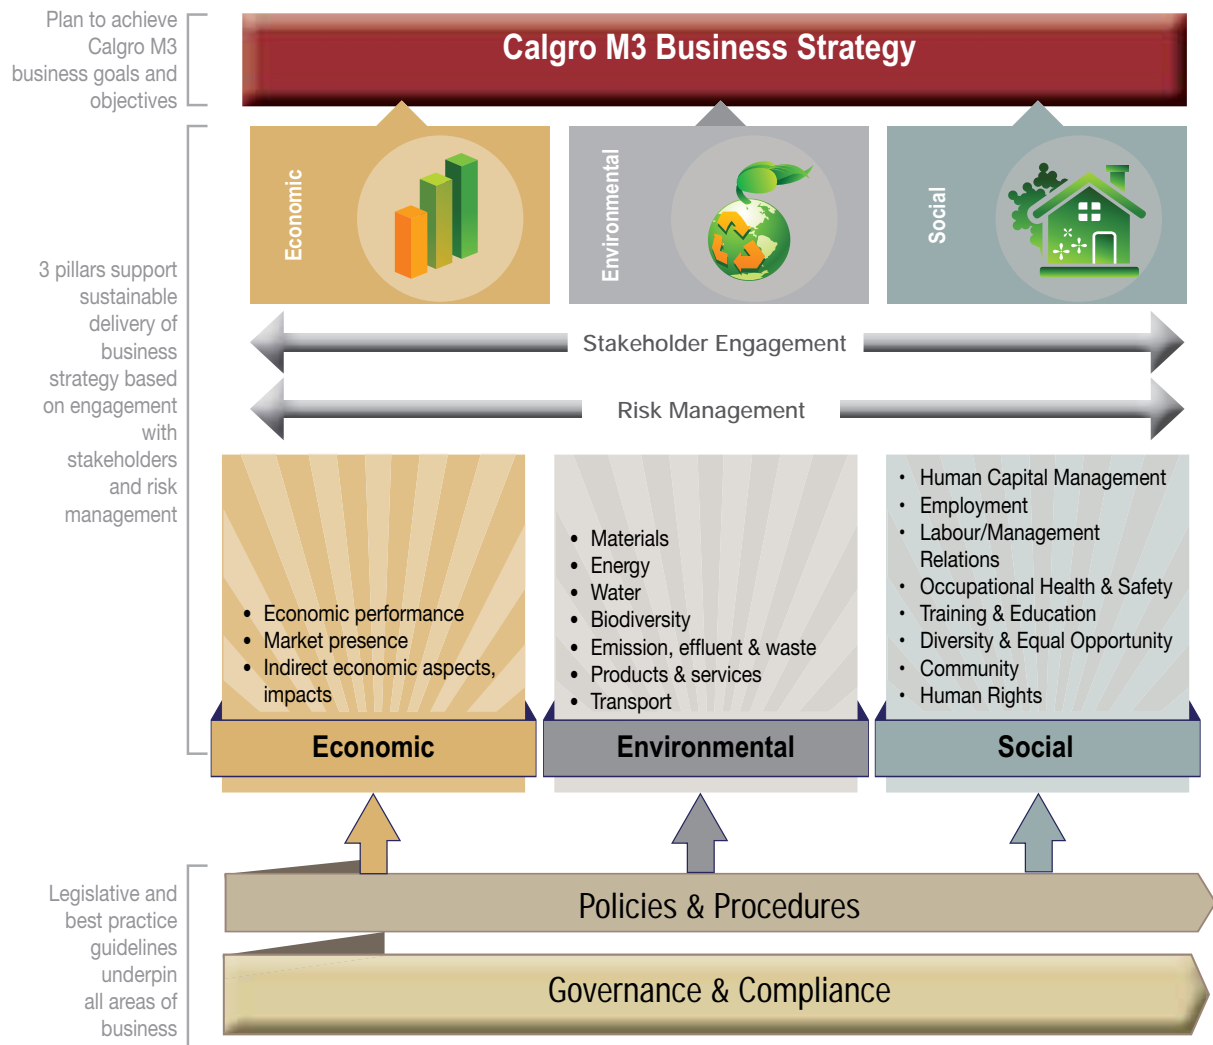 Plan to achieve
Calgro M3
business goals and
objectives
Calgro M3 Business Strategy
Economic
Environmental
Social
3 pillars support
sustainable
delivery of
business
strategy based
on engagement
with
stakeholders
and risk
management
Stakeholder Engagement
Risk Management
• Economic performance
• Market presence
• Indirect economic aspects,
impacts
Economic
• Materials
• Energy
• Water
• Biodiversity
• Emission, effluent & waste
• Products & services
• Transport
Environmental
• Human Capital Management
• Employment
• Labour/Management
Relations
• Occupational Health & Safety
• Training & Education
• Diversity & Equal Opportunity
• Community
• Human Rights
Social
Legislative and
best practice
guidelines
underpin
all areas of
business
Policies & Procedures
Governance & Compliance